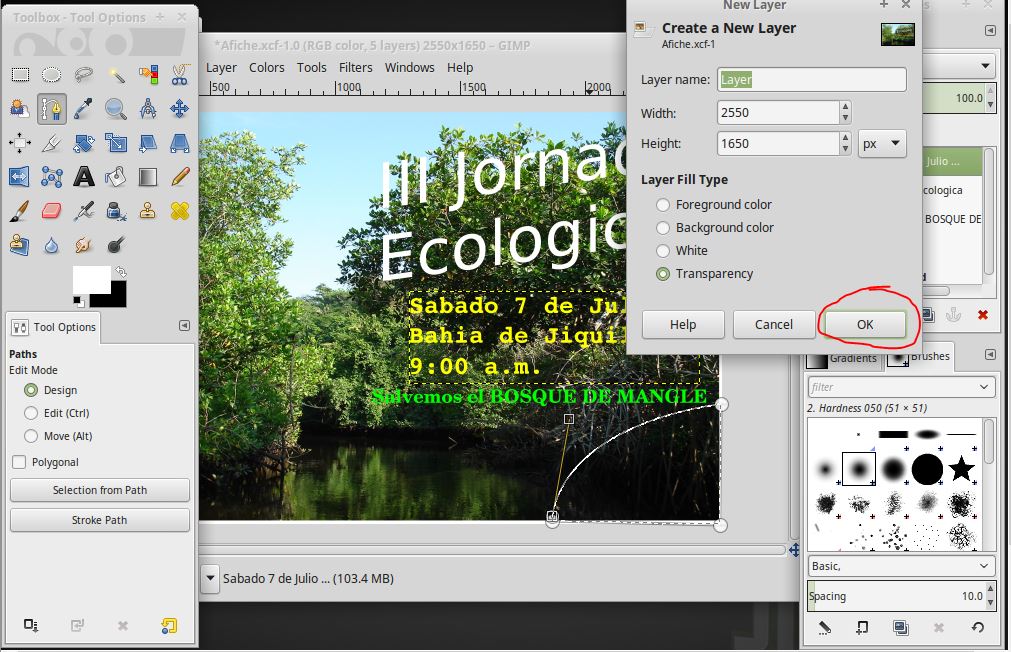 Toolbox - Tool Options
*Afiche.xcf-1.0 (RGB color, 5 layers) 2550x1650 – GIMP
Layer Colors Tools Filters Windows Help
500 1000 1500 2000
III Jornad
Ecologic
Sabado 7 de Jul
Bahia de Jiquil
9:00 a.m.
Salvemos el BOSQUE DE MANGLE
Sabado 7 de Julio ... (103.4 MB)
Tool Options
Paths
Edit Mode
Design
Edit (Ctrl)
Move (Alt)
Polygonal
Selection from Path
Stroke Path
New Layer
Create a New Layer
Afiche.xcf-1
Layer name: Layer
Width: 2550
Height: 1650 px
Layer Fill Type
Foreground color
Background color
White
Transparency
Help Cancel OK
100.0
Julio ...
cologica
BOSQUE DE
Gradients Brushes
filter
2. Hardness 050 (51 × 51)
Basic,
Spacing 10.0